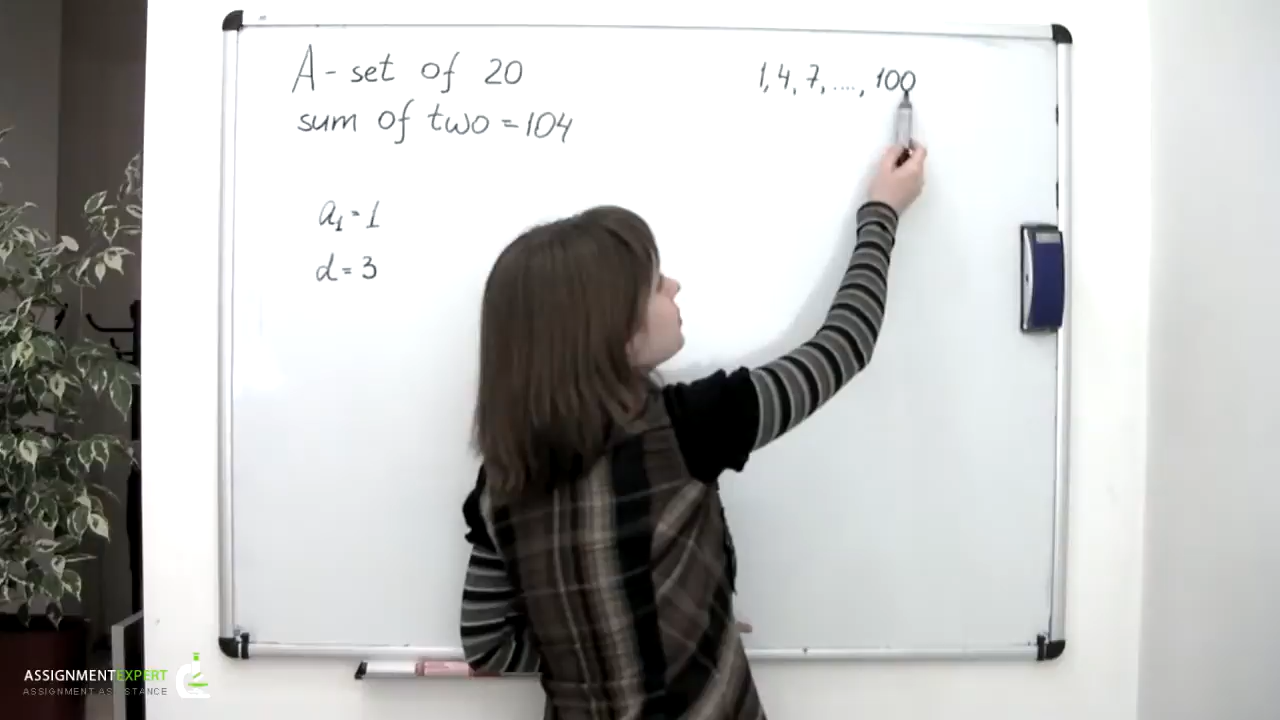 A - set of 20
sum of two = 104
1, 4, 7, ...., 100
a₁ = 1
d = 3
ASSIGNMENTEXPERT
ASSIGNMENT ASSISTANCE